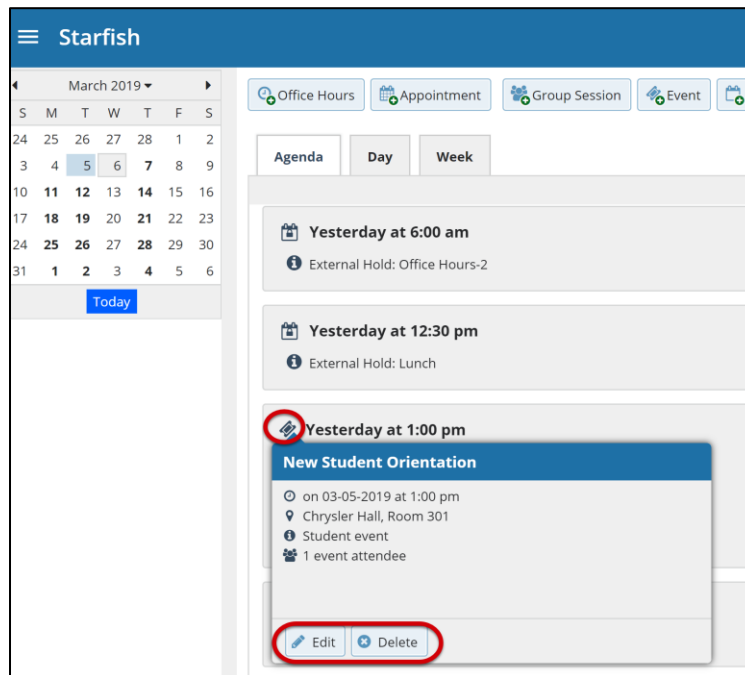 Starfish
March 2019
S M T W T F S
24 25 26 27 28 1 2
3 4 5 6 7 8 9
10 11 12 13 14 15 16
17 18 19 20 21 22 23
24 25 26 27 28 29 30
31 1 2 3 4 5 6
Today
Office Hours Appointment Group Session Event
Agenda Day Week
Yesterday at 6:00 am
External Hold: Office Hours-2
Yesterday at 12:30 pm
External Hold: Lunch
Yesterday at 1:00 pm
New Student Orientation
on 03-05-2019 at 1:00 pm
Chrysler Hall, Room 301
Student event
1 event attendee
Edit Delete